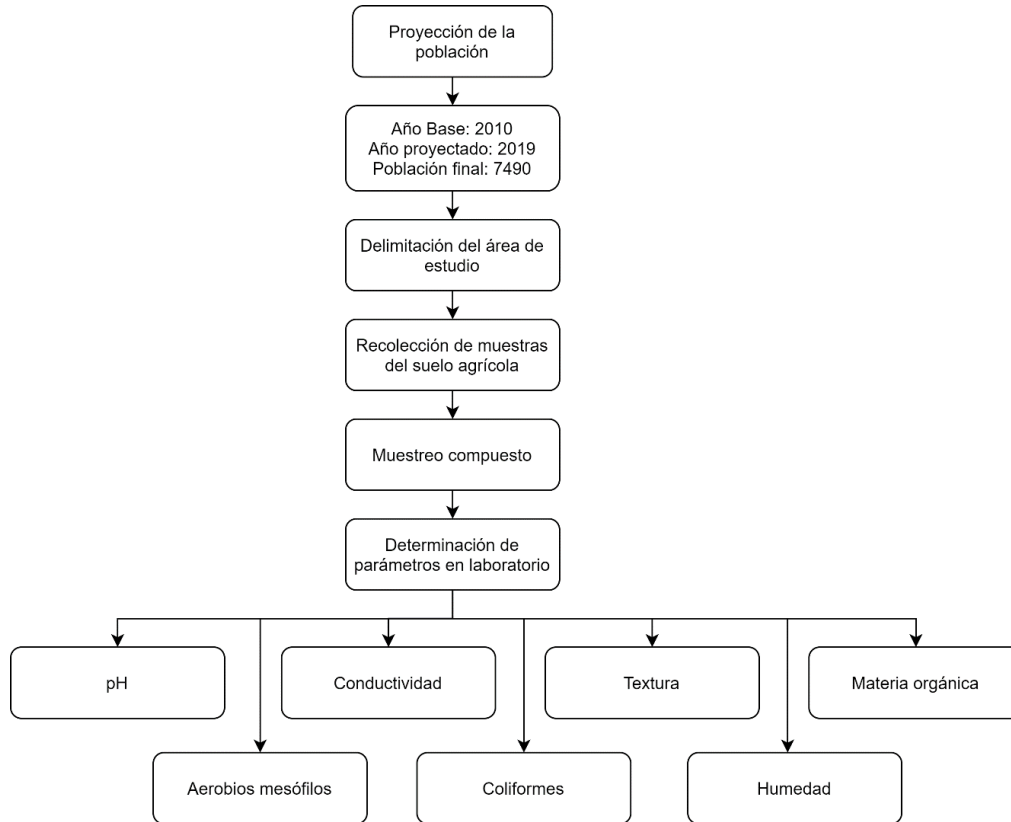 Proyección de la
población
Año Base: 2010
Año proyectado: 2019
Población final: 7490
Delimitación del área de
estudio
Recolección de muestras
del suelo agrícola
Muestreo compuesto
Determinación de
parámetros en laboratorio
pH
Conductividad
Textura
Materia orgánica
Aerobios mesófilos
Coliformes
Humedad